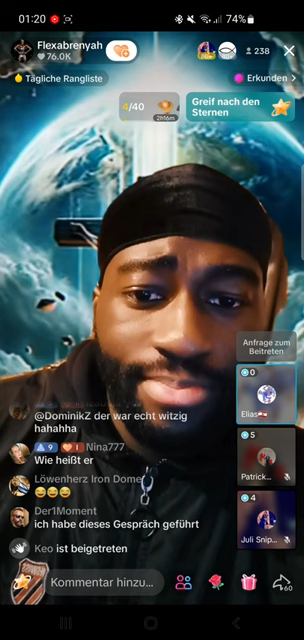 01:20
74%
Flexabrenyah
76.0K
238
Tägliche Rangliste
Erkunden >
4/40
2h16m
Greif nach den
Sternen
Anfrage zum
Beitreten
0
Elias
5
Patrick...
4
Juli Snip...
@DominikZ der war echt witzig
hahahha
9 1 Nina777
Wie heißt er
Löwenherz Iron Dome
Der1Moment
ich habe dieses Gespräch geführt
Keo ist beigetreten
Kommentar hinzu...
60